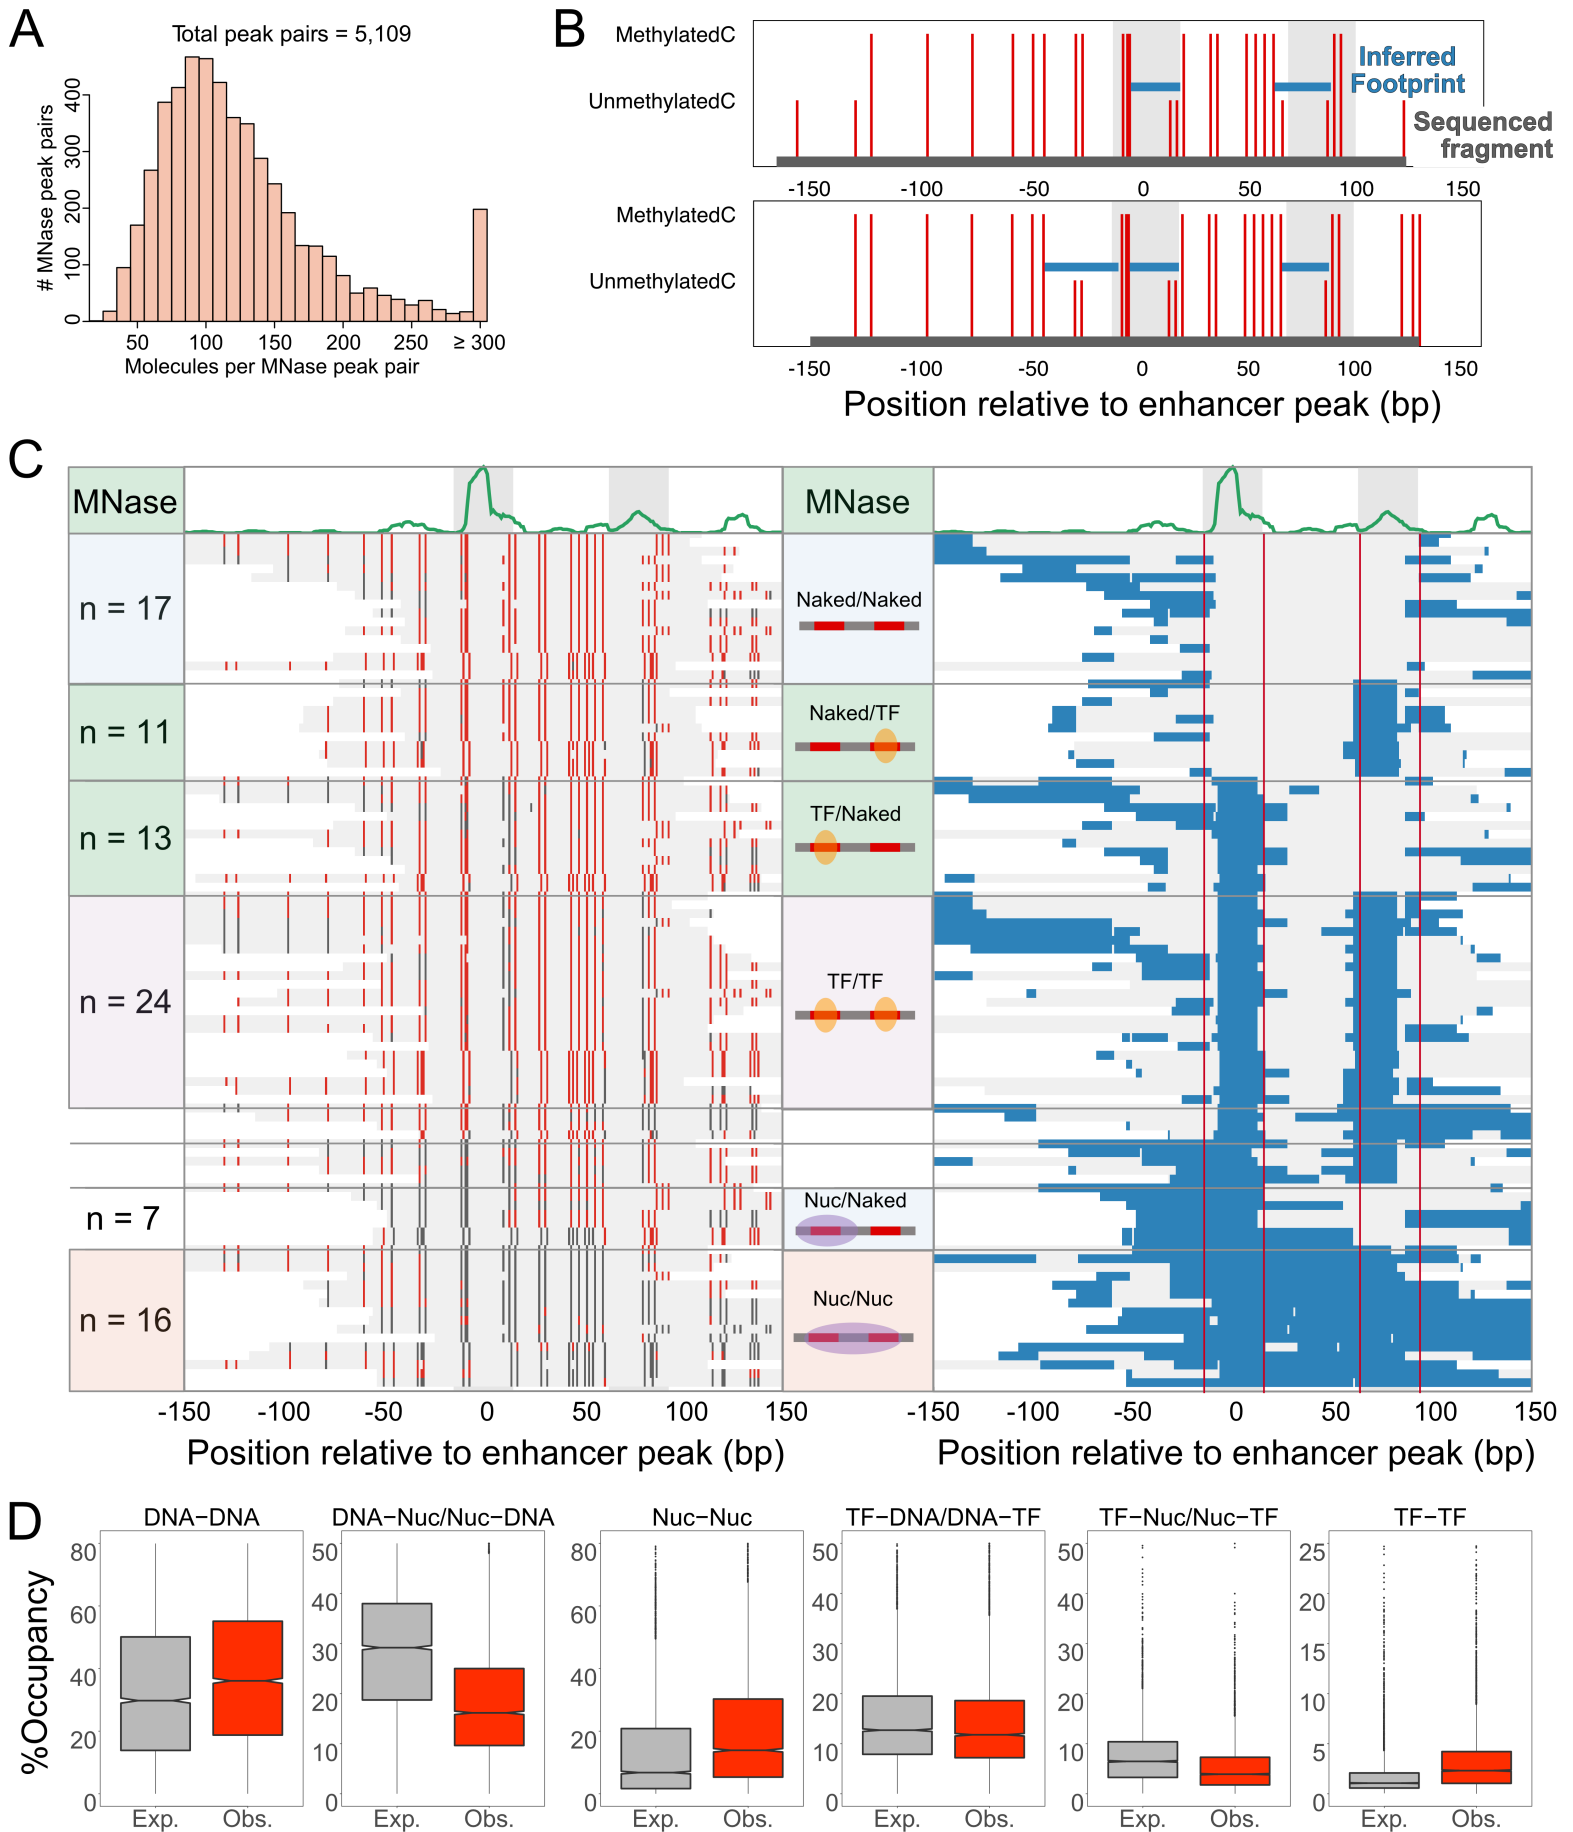 A
Total peak pairs = 5,109
# MNase peak pairs
0
100
200
300
400
50
100
150
200
250
≥ 300
Molecules per MNase peak pair
B
MethylatedC
UnmethylatedC
Inferred
Footprint
Sequenced
fragment
-150
-100
-50
0
50
100
150
MethylatedC
UnmethylatedC
-150
-100
-50
0
50
100
150
Position relative to enhancer peak (bp)
C
MNase
MNase
n = 17
Naked/Naked
n = 11
Naked/TF
n = 13
TF/Naked
n = 24
TF/TF
n = 7
Nuc/Naked
n = 16
Nuc/Nuc
-150
-100
-50
0
50
100
150
-150
-100
-50
0
50
100
150
Position relative to enhancer peak (bp)
Position relative to enhancer peak (bp)
D
%Occupancy
DNA−DNA
80
60
40
20
0
Exp.
Obs.
DNA−Nuc/Nuc−DNA
50
40
30
20
10
0
Exp.
Obs.
Nuc−Nuc
80
60
40
20
0
Exp.
Obs.
TF−DNA/DNA−TF
50
40
30
20
10
0
Exp.
Obs.
TF−Nuc/Nuc−TF
50
40
30
20
10
0
Exp.
Obs.
TF−TF
25
20
15
10
5
0
Exp.
Obs.